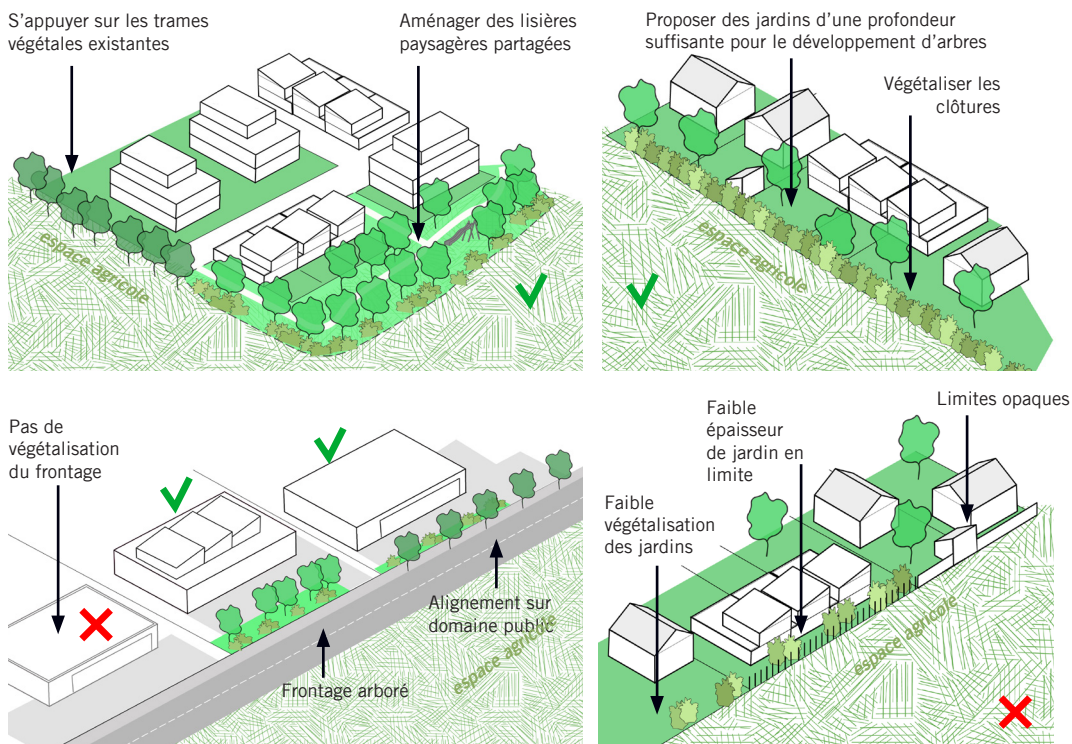 S'appuyer sur les trames
végétales existantes
Aménager des lisières
paysagères partagées
espace agricole
Proposer des jardins d'une profondeur
suffisante pour le développement d'arbres
Végétaliser les
clôtures
espace agricole
Pas de
végétalisation
du frontage
Alignement sur
domaine public
Frontage arboré
espace agricole
Limites opaques
Faible
épaisseur
de jardin en
limite
Faible
végétalisation
des jardins
espace agricole